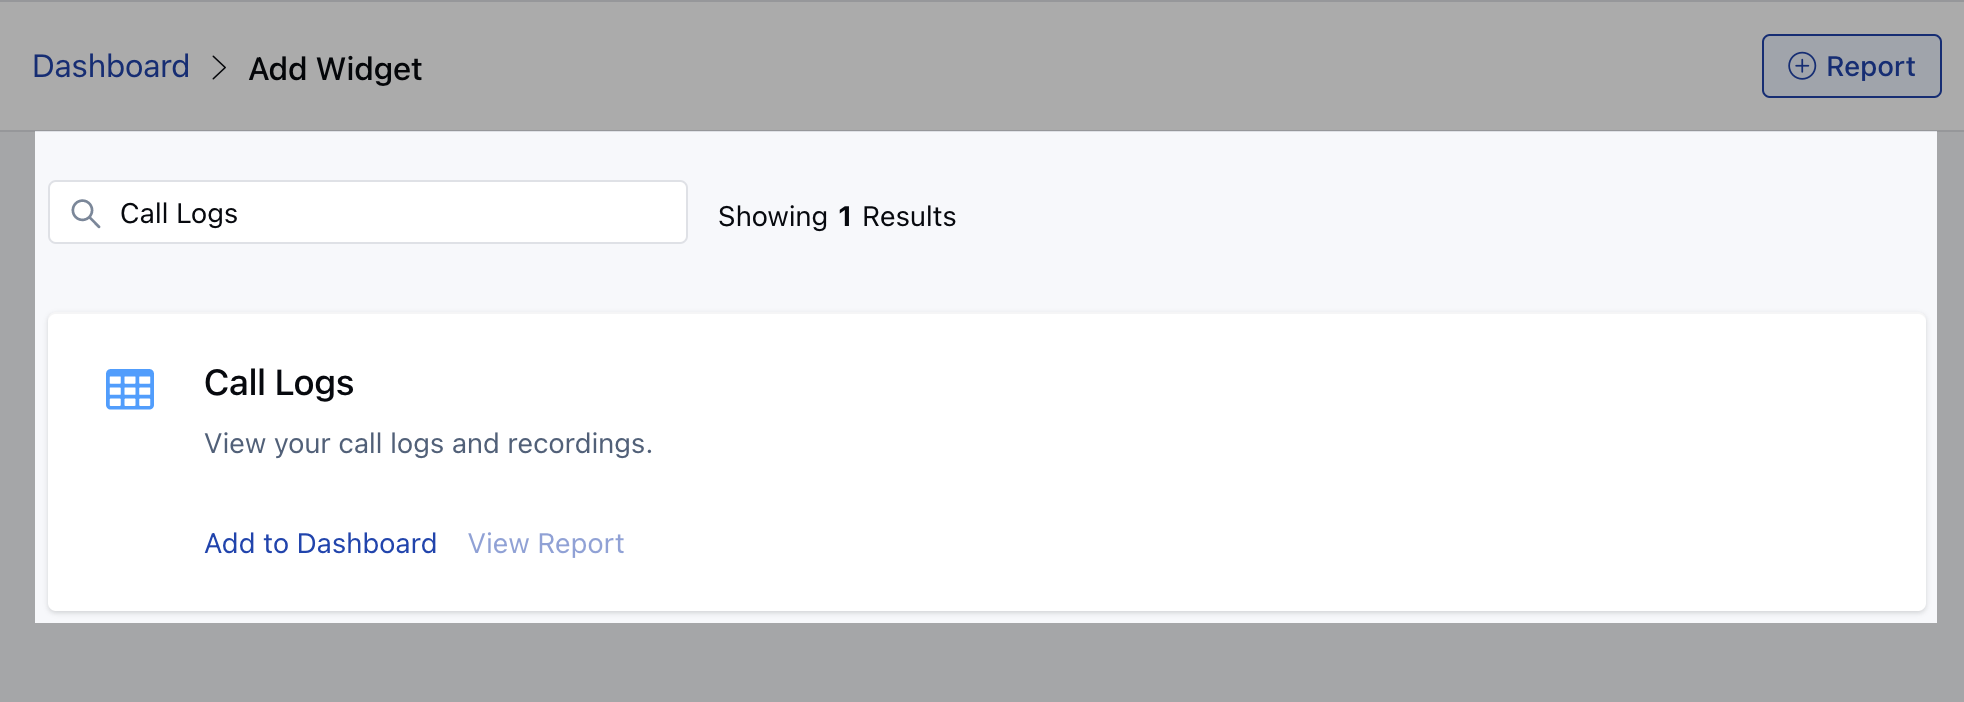 Dashboard > Add Widget
Report
Call Logs
Showing 1 Results
Call Logs
View your call logs and recordings.
Add to Dashboard View Report